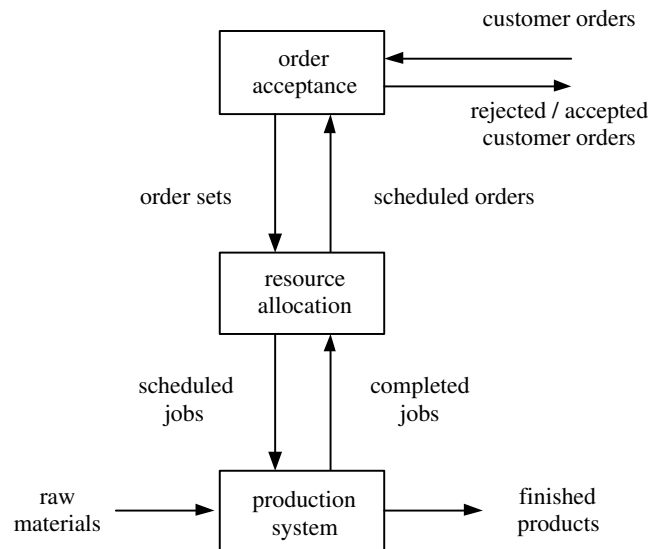 customer orders
order
acceptance
rejected / accepted
customer orders
order sets
scheduled orders
resource
allocation
scheduled
jobs
completed
jobs
raw
materials
production
system
finished
products